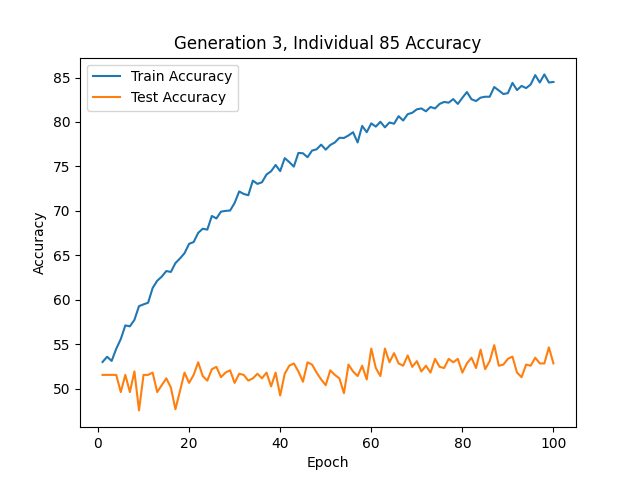 Generation 3, Individual 85 Accuracy
Train Accuracy
Test Accuracy
85
80
75
70
65
60
55
50
Accuracy
0 20 40 60 80 100
Epoch